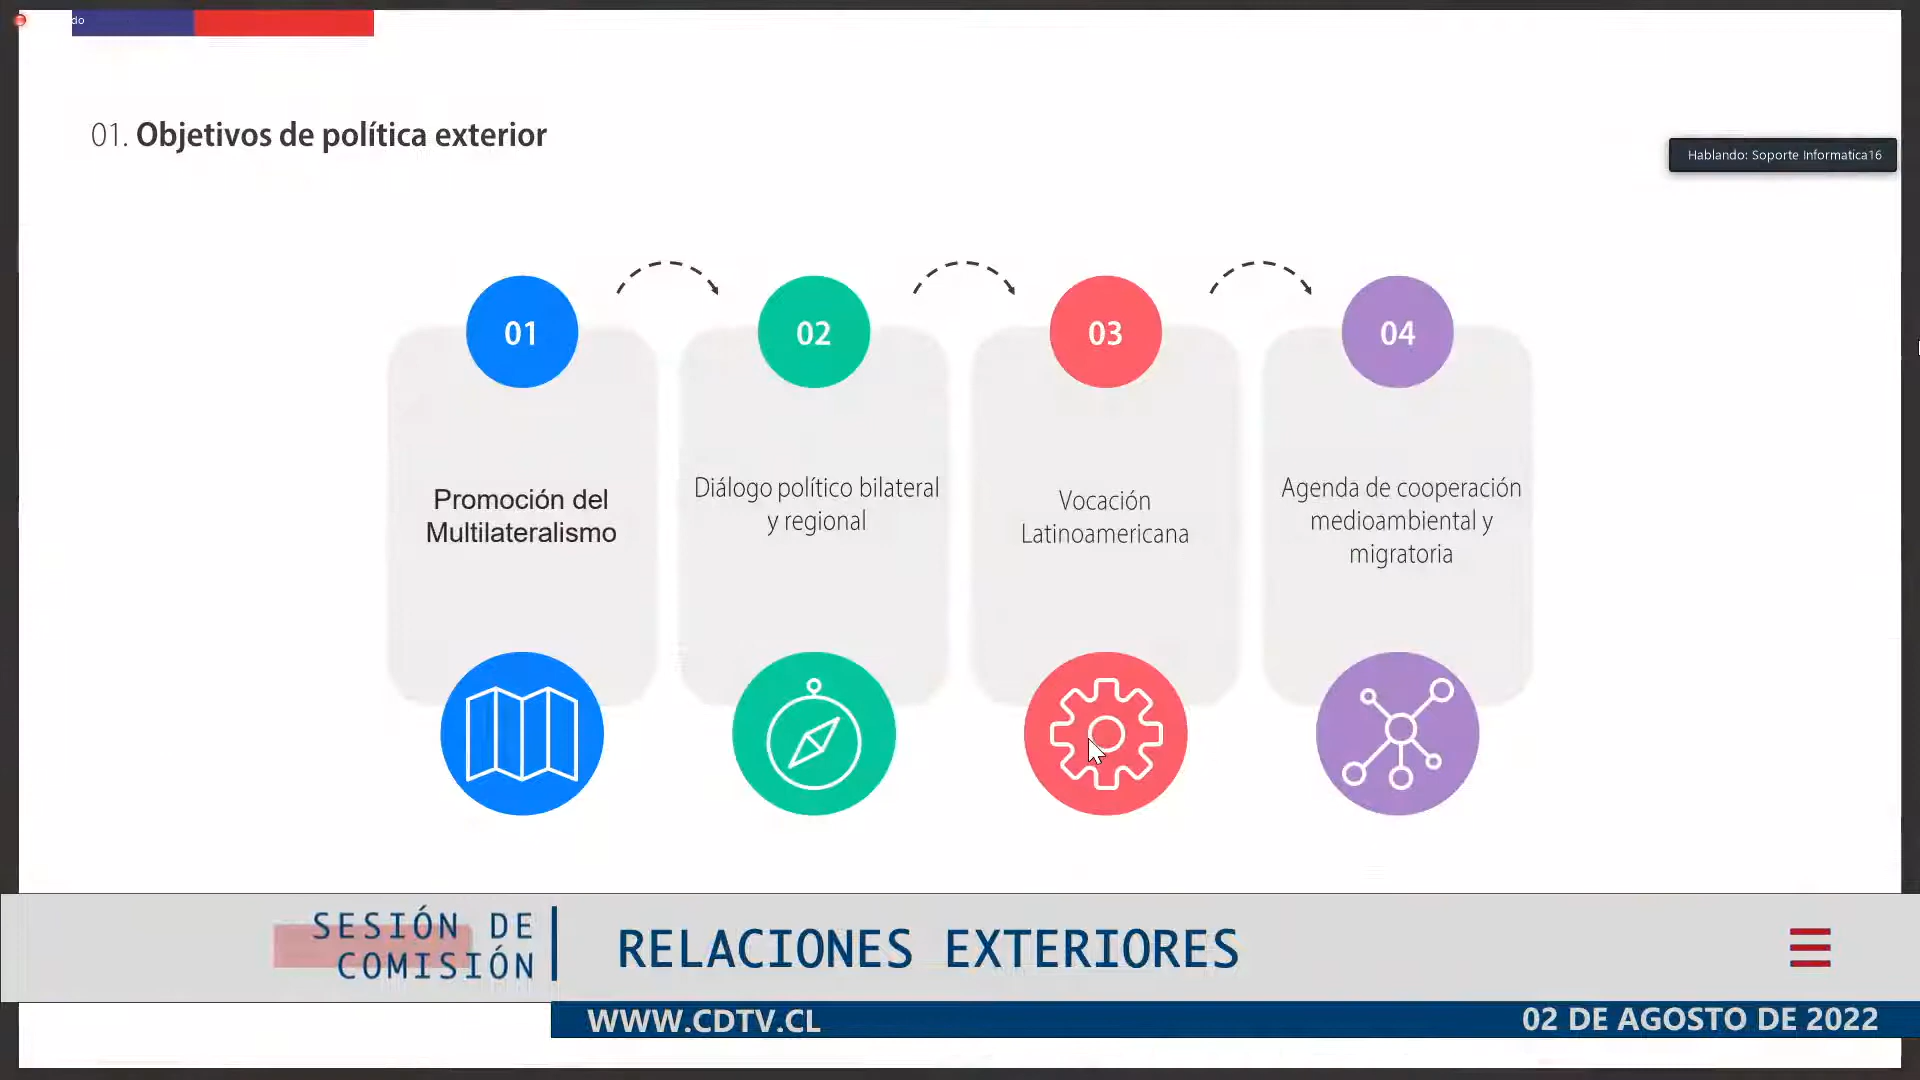 do
01. Objetivos de política exterior
Hablando: Soporte Informatica16
01
02
03
04
Promoción del
Multilateralismo
Diálogo político bilateral
y regional
Vocación
Latinoamericana
Agenda de cooperación
medioambiental y
migratoria
SESIÓN DE
COMISIÓN
RELACIONES EXTERIORES
WWW.CDTV.CL
02 DE AGOSTO DE 2022